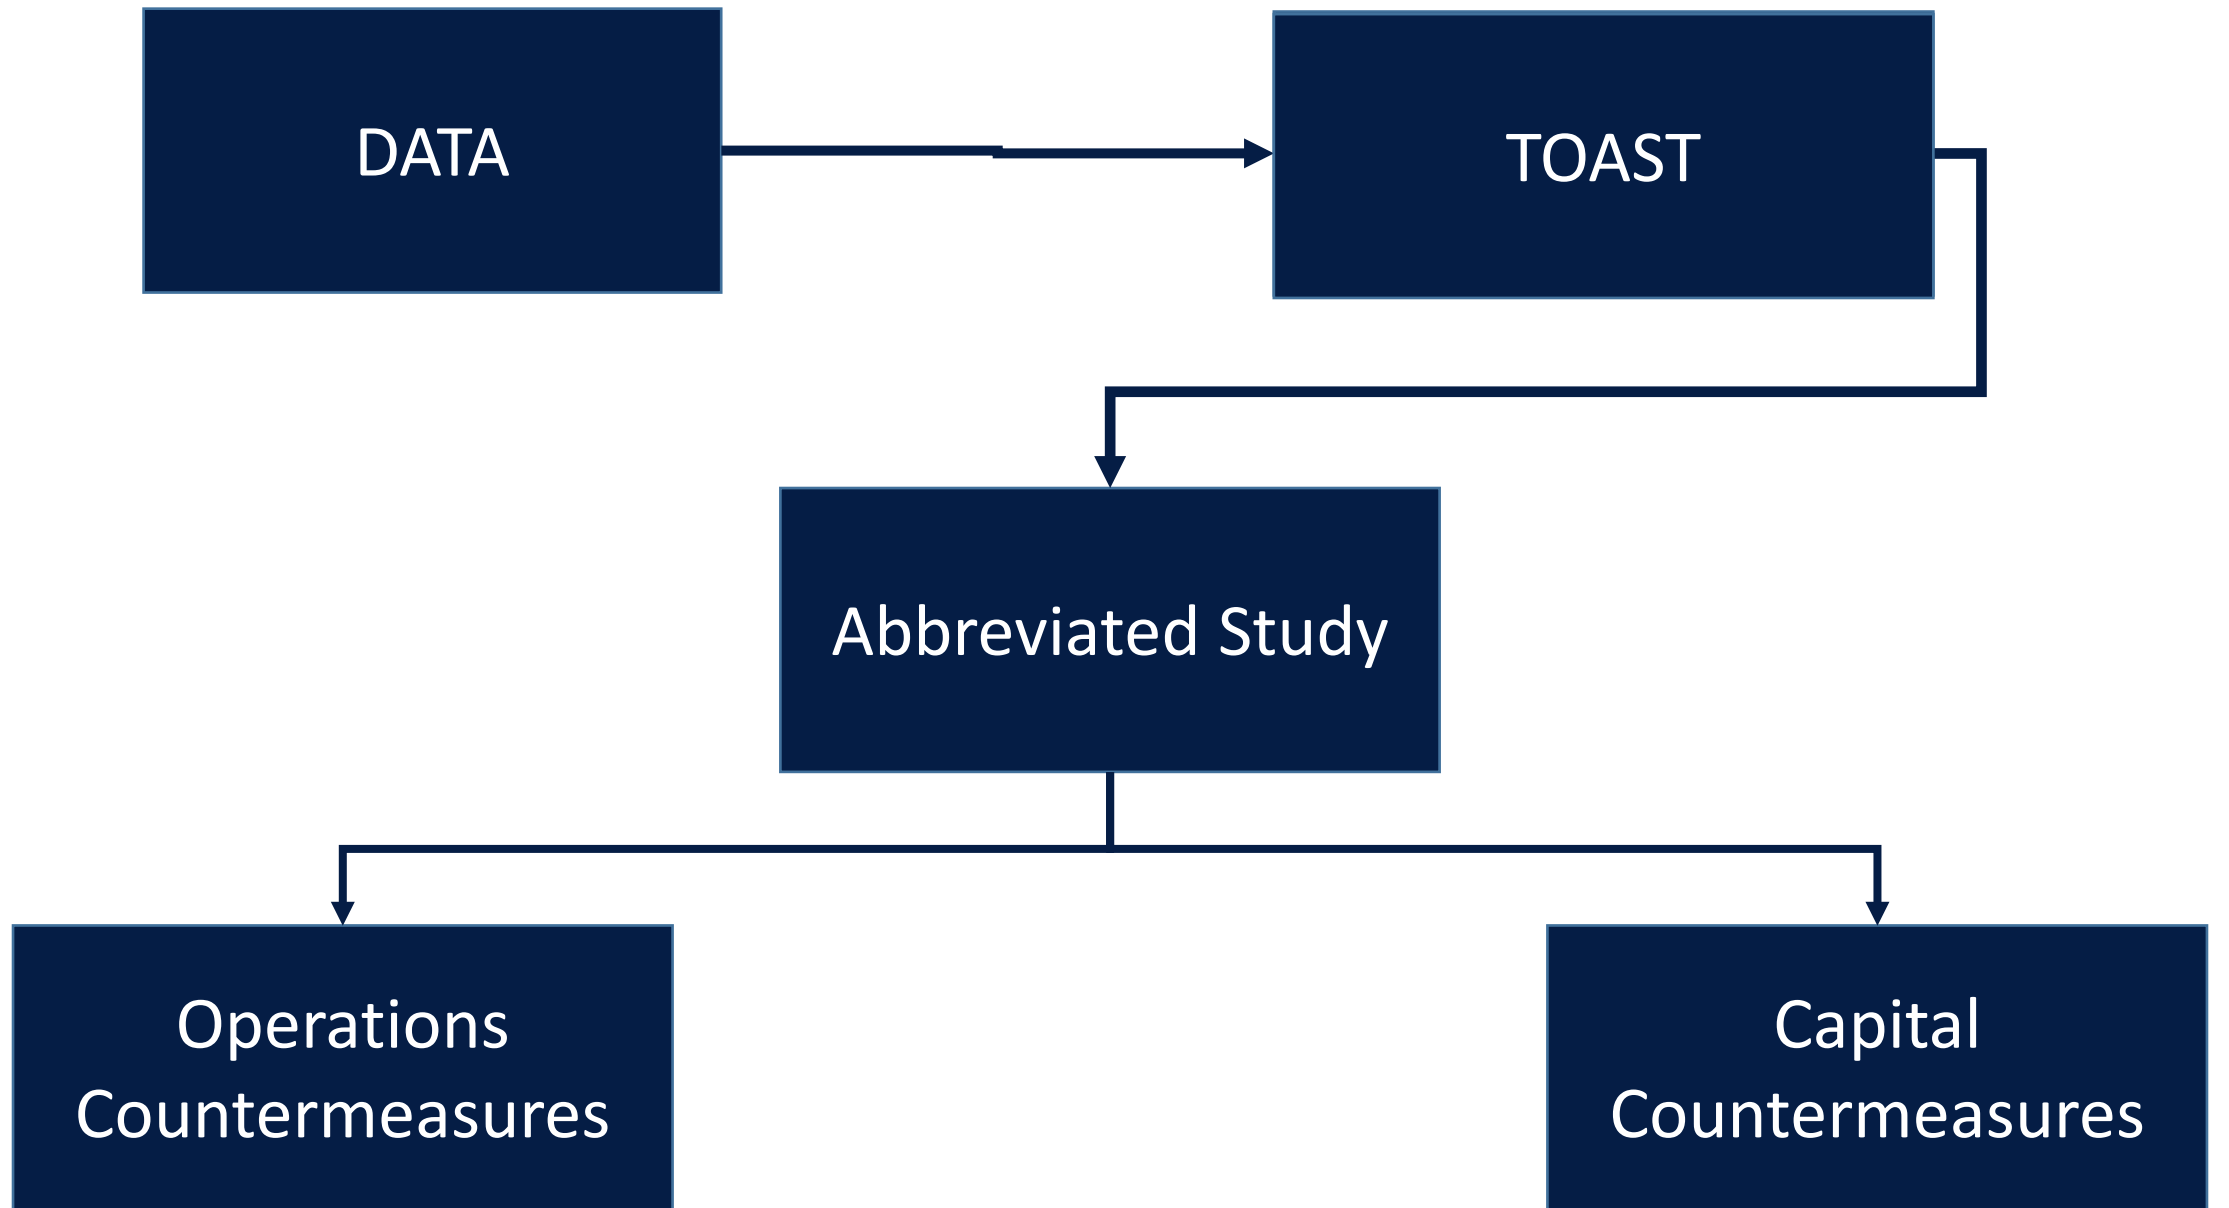 DATA
TOAST
Abbreviated Study
Operations
Countermeasures
Capital
Countermeasures